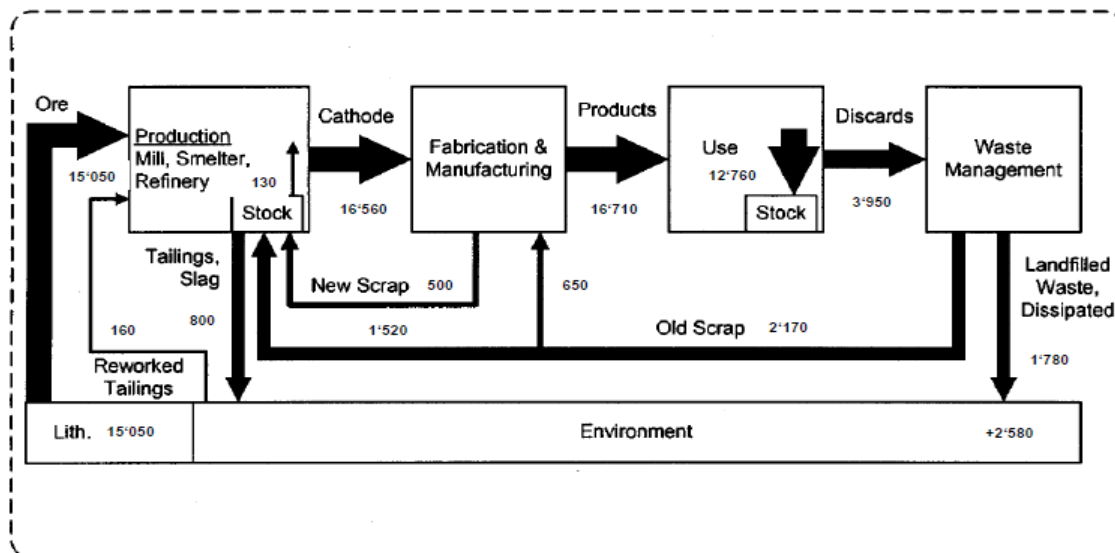 Ore
15'050
Production
Mill, Smelter,
Refinery
130
Stock
Cathode
16'560
Fabrication &
Manufacturing
Products
16'710
Use
12'760
Stock
Discards
3'950
Waste
Management
Tailings,
Slag
800
New Scrap 500
650
1'520
Old Scrap 2'170
Landfilled
Waste,
Dissipated
1'780
160
Reworked
Tailings
Lith. 15'050
Environment
+2'580